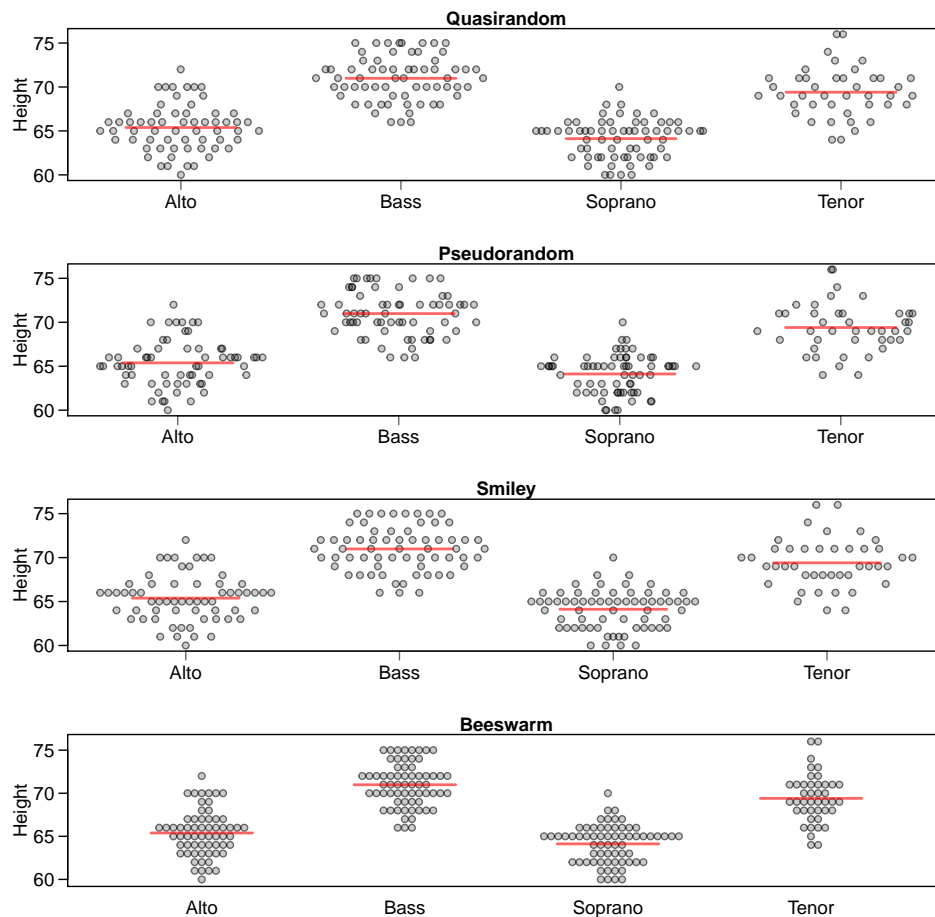 Quasirandom
Height
75
70
65
60
Alto Bass Soprano Tenor
Pseudorandom
Height
75
70
65
60
Alto Bass Soprano Tenor
Smiley
Height
75
70
65
60
Alto Bass Soprano Tenor
Beeswarm
Height
75
70
65
60
Alto Bass Soprano Tenor